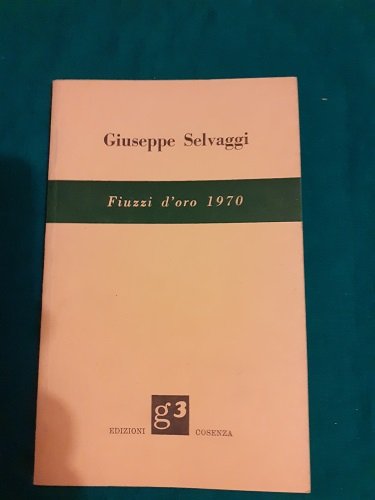 Giuseppe Selvaggi
Fiuzzi d'oro 1970
g3
EDIZIONI COSENZA